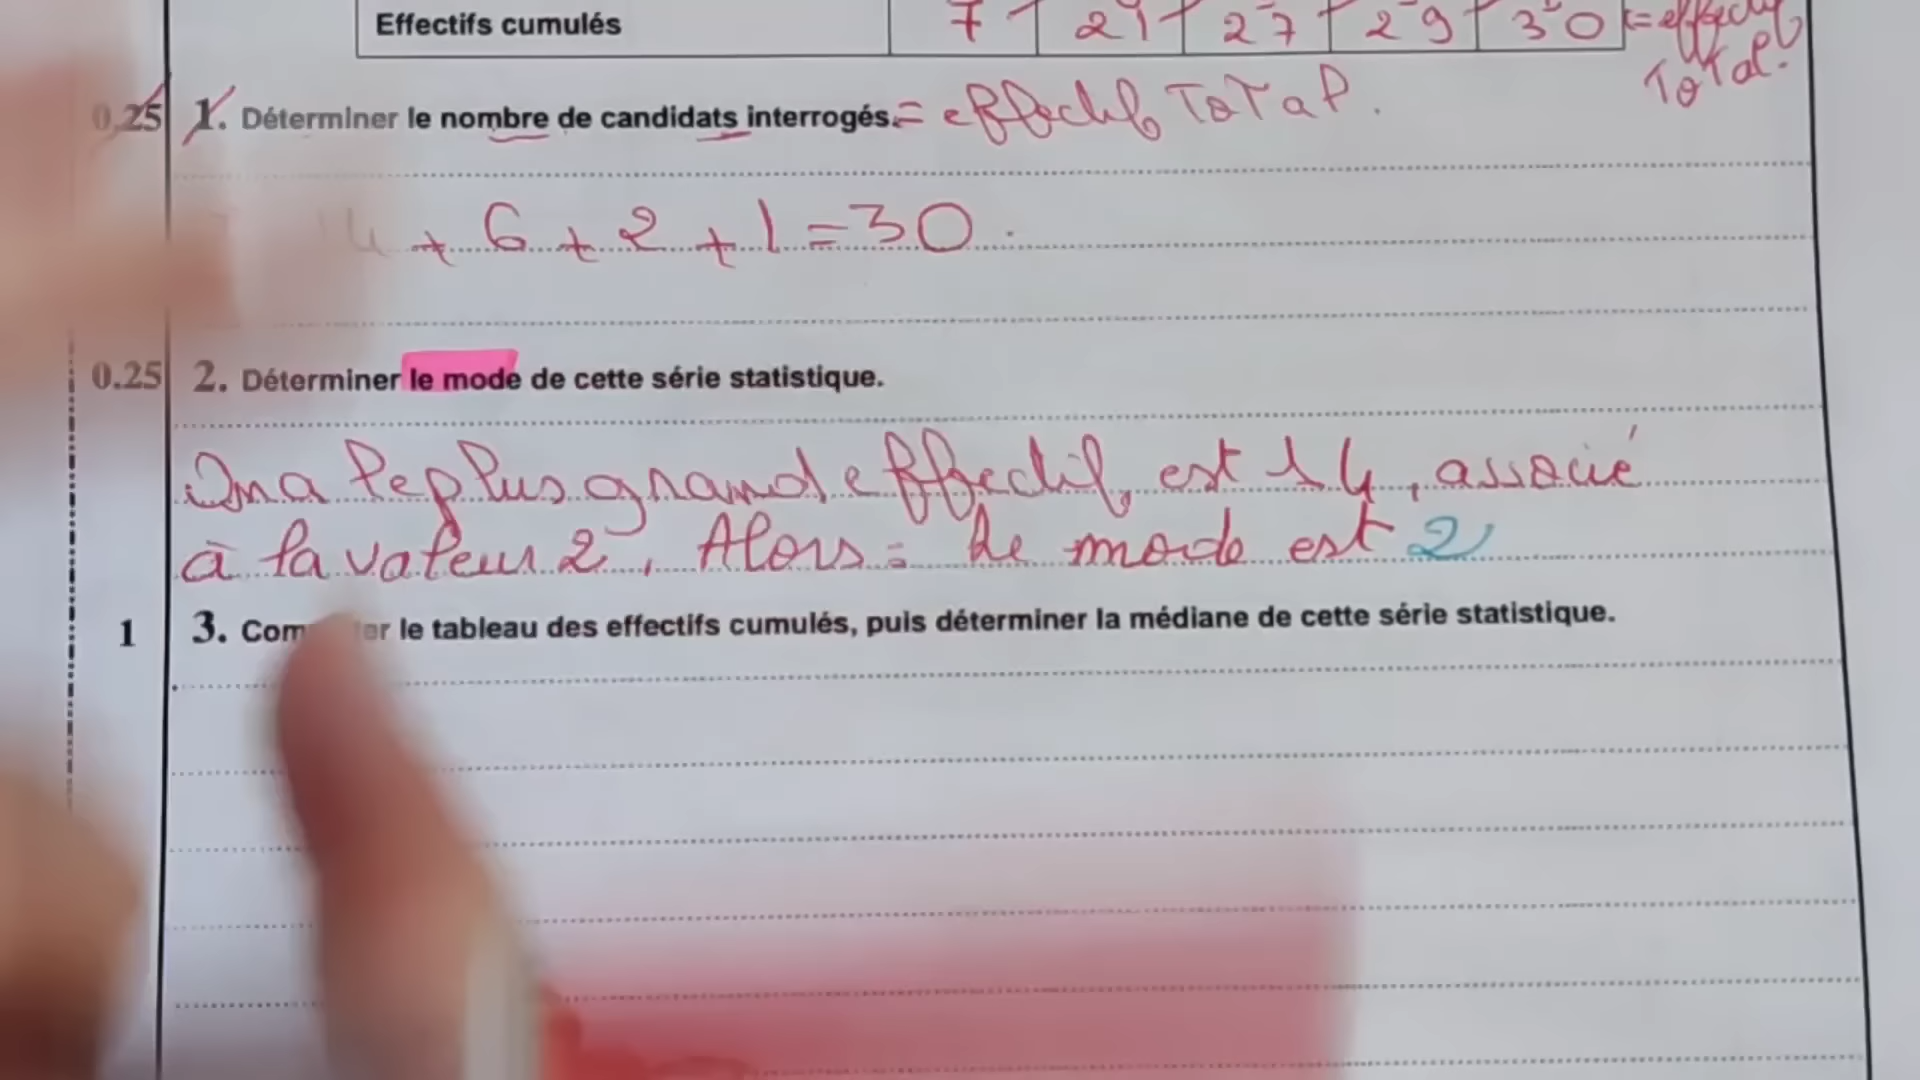 Effectifs cumulés 7 21 27 29 30 = effectif
Total.
0,25 1. Déterminer le nombre de candidats interrogés. = effectif Total.
14 + 6 + 2 + 1 = 30.
0.25 2. Déterminer le mode de cette série statistique.
On a le plus grand effectif, est 14, associé
à la valeur 2, Alors: le mode est 2
1 3. le tableau des effectifs cumulés, puis déterminer la médiane de cette série statistique.